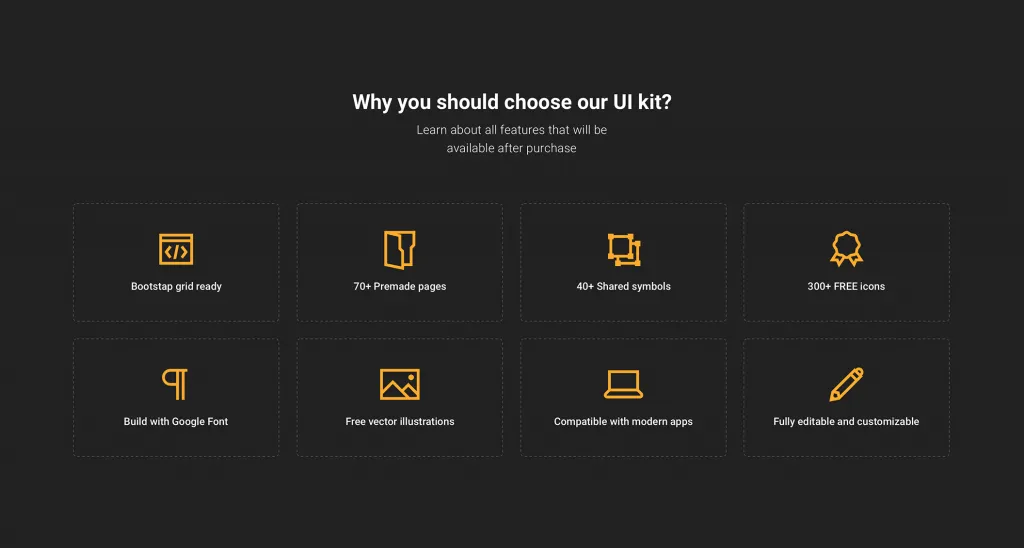 Why you should choose our UI kit?
Learn about all features that will be
available after purchase
Bootstap grid ready
70+ Premade pages
40+ Shared symbols
300+ FREE icons
Build with Google Font
Free vector illustrations
Compatible with modern apps
Fully editable and customizable